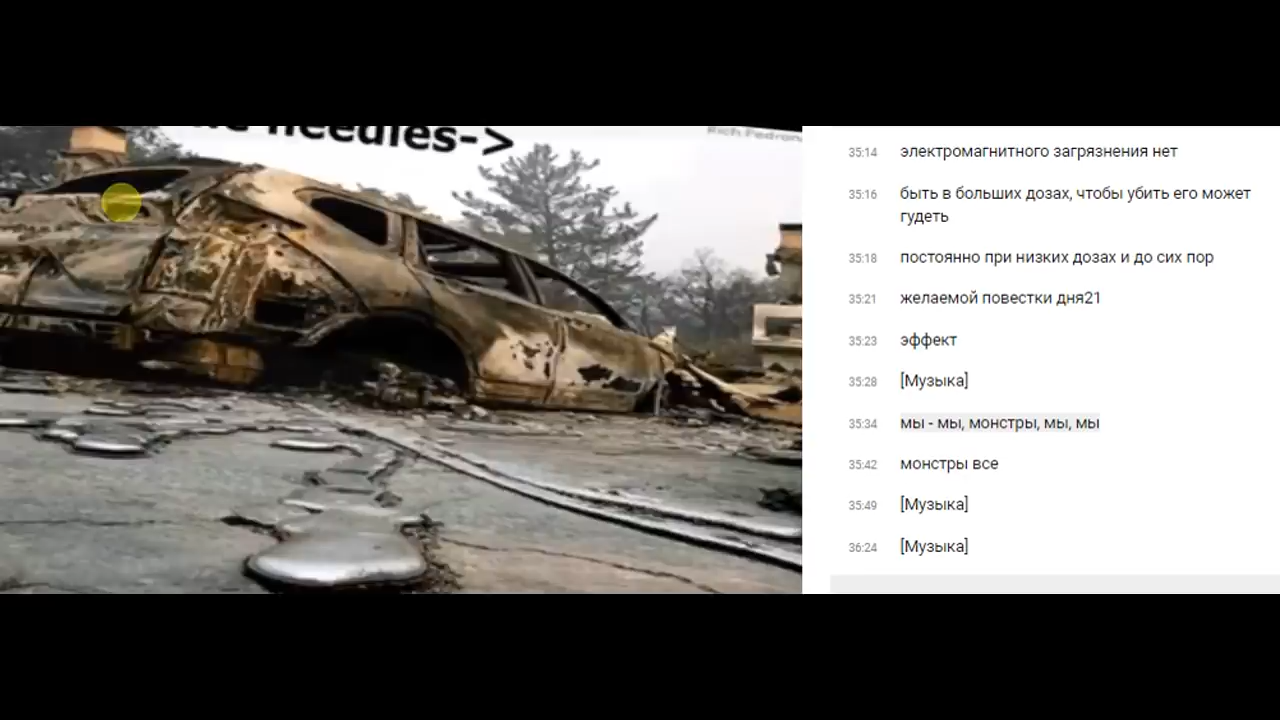 needles->
35:14 электромагнитного загрязнения нет
35:16 быть в больших дозах, чтобы убить его может
гудеть
35:18 постоянно при низких дозах и до сих пор
35:21 желаемой повестки дня21
35:23 эффект
35:28 [Музыка]
35:34 мы - мы, монстры, мы, мы
35:42 монстры все
35:49 [Музыка]
36:24 [Музыка]